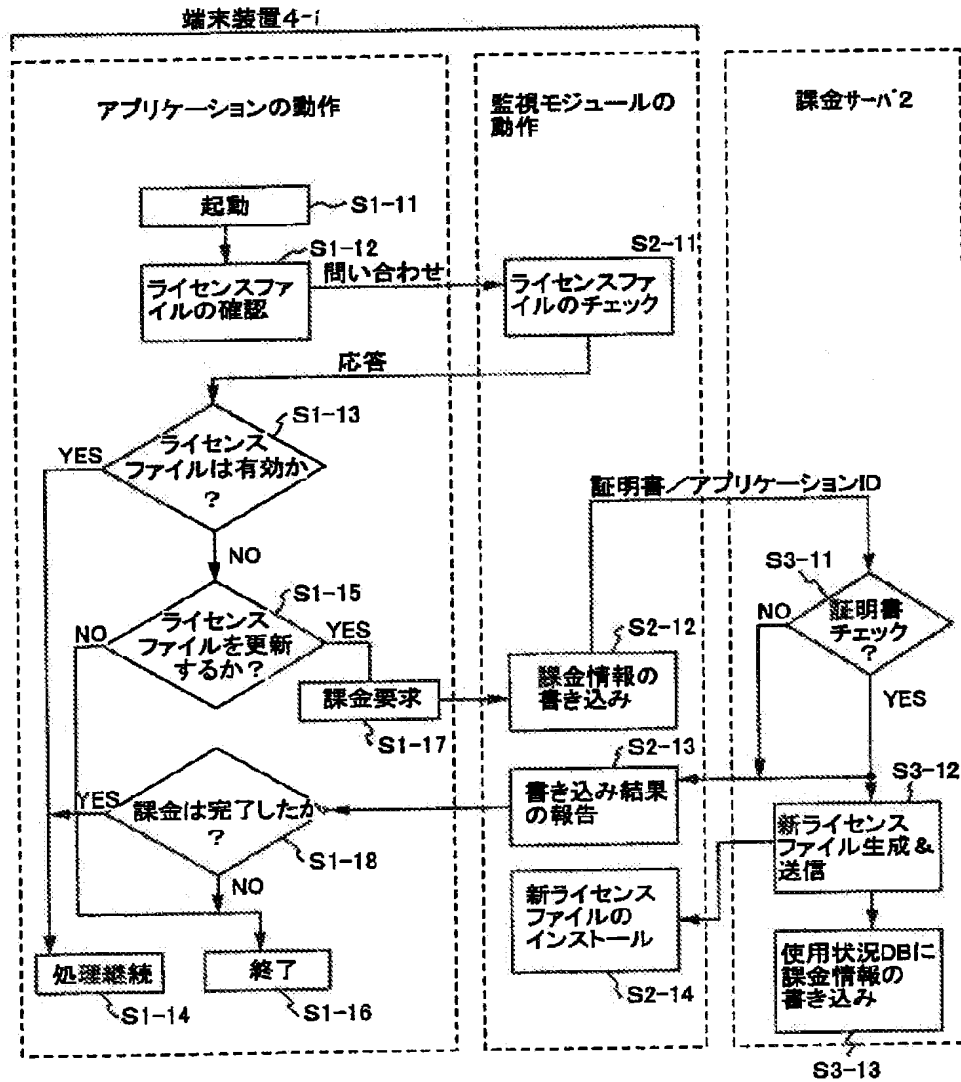 端末装置4-i
アプリケーションの動作
監視モジュールの
動作
課金サーバ2
起動
S1-11
S1-12
ライセンスファ
イルの確認
問い合わせ
S2-11
ライセンスファ
イルのチェック
応答
S1-13
ライセンス
ファイルは有効か
?
YES
NO
証明書/アプリケーションID
S3-11
証明書
チェック
?
NO
YES
S1-15
ライセンス
ファイルを更新
するか?
NO
YES
課金要求
S1-17
S2-12
課金情報の
書き込み
S2-13
書き込み結果
の報告
課金は完了したか
?
YES
S1-18
NO
S3-12
新ライセンス
ファイル生成&
送信
新ライセンス
ファイルの
インストール
S2-14
使用状況DBに
課金情報の
書き込み
S3-13
処理継続
S1-14
終了
S1-16